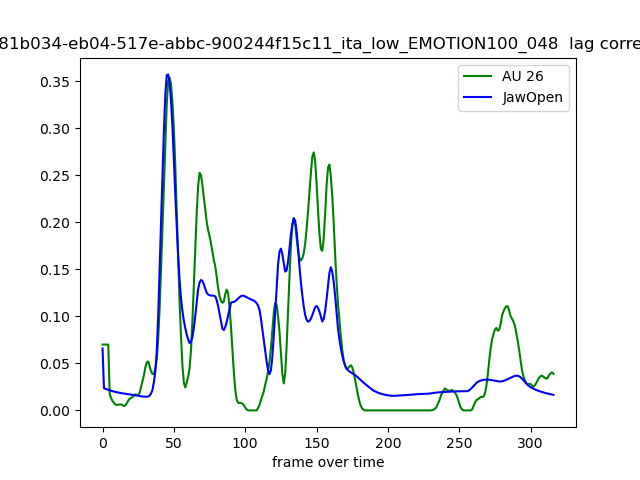 81b034-eb04-517e-abbc-900244f15c11_ita_low_EMOTION100_048  lag corre
AU 26
JawOpen
0.35
0.30
0.25
0.20
0.15
0.10
0.05
0.00
0 50 100 150 200 250 300
frame over time